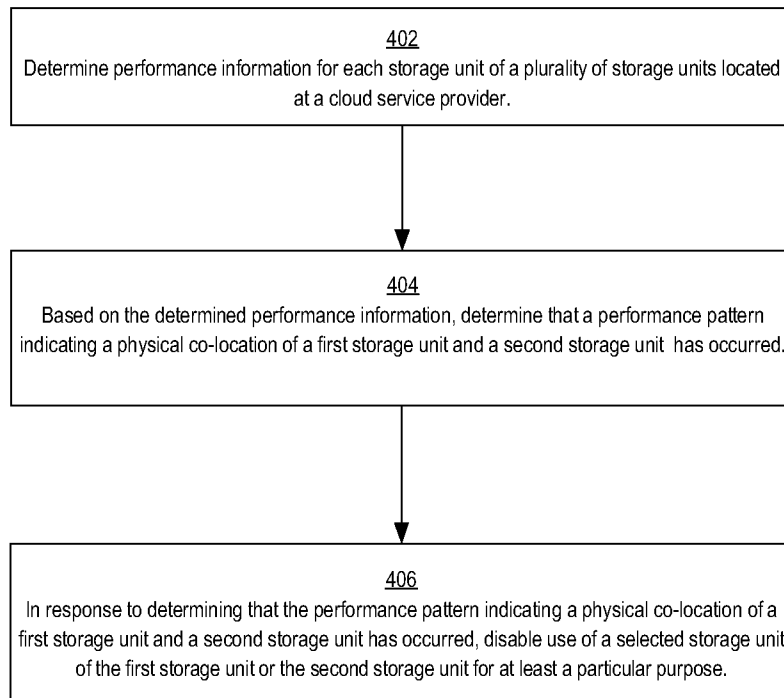 402
Determine performance information for each storage unit of a plurality of storage units located
at a cloud service provider.
404
Based on the determined performance information, determine that a performance pattern
indicating a physical co-location of a first storage unit and a second storage unit has occurred.
406
In response to determining that the performance pattern indicating a physical co-location of a
first storage unit and a second storage unit has occurred, disable use of a selected storage unit
of the first storage unit or the second storage unit for at least a particular purpose.